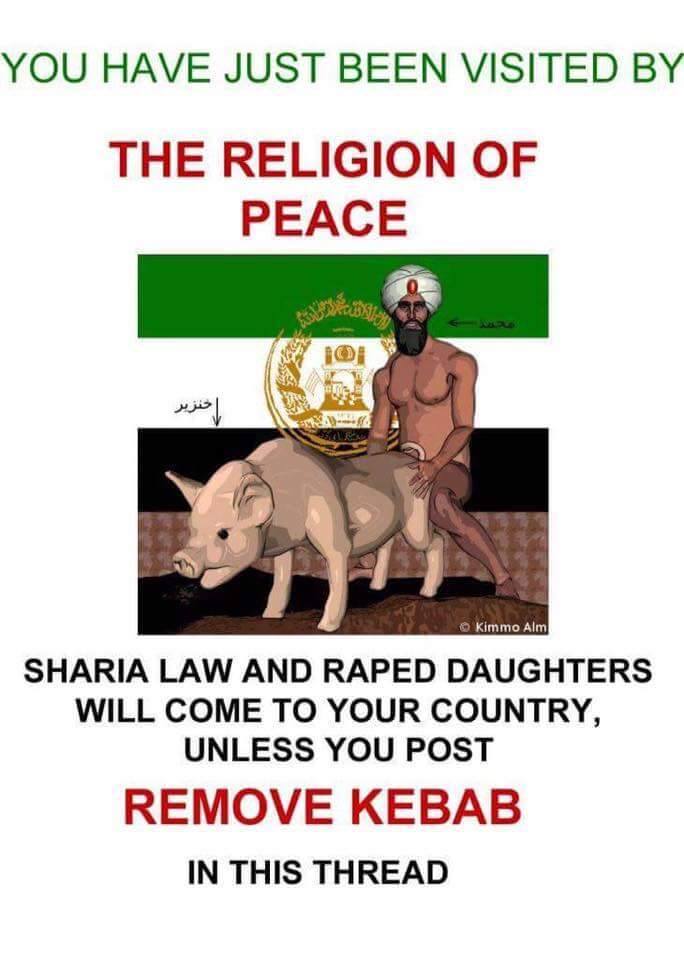 YOU HAVE JUST BEEN VISITED BY
THE RELIGION OF
PEACE
محمد
خنزير
© Kimmo Alm
SHARIA LAW AND RAPED DAUGHTERS
WILL COME TO YOUR COUNTRY,
UNLESS YOU POST
REMOVE KEBAB
IN THIS THREAD